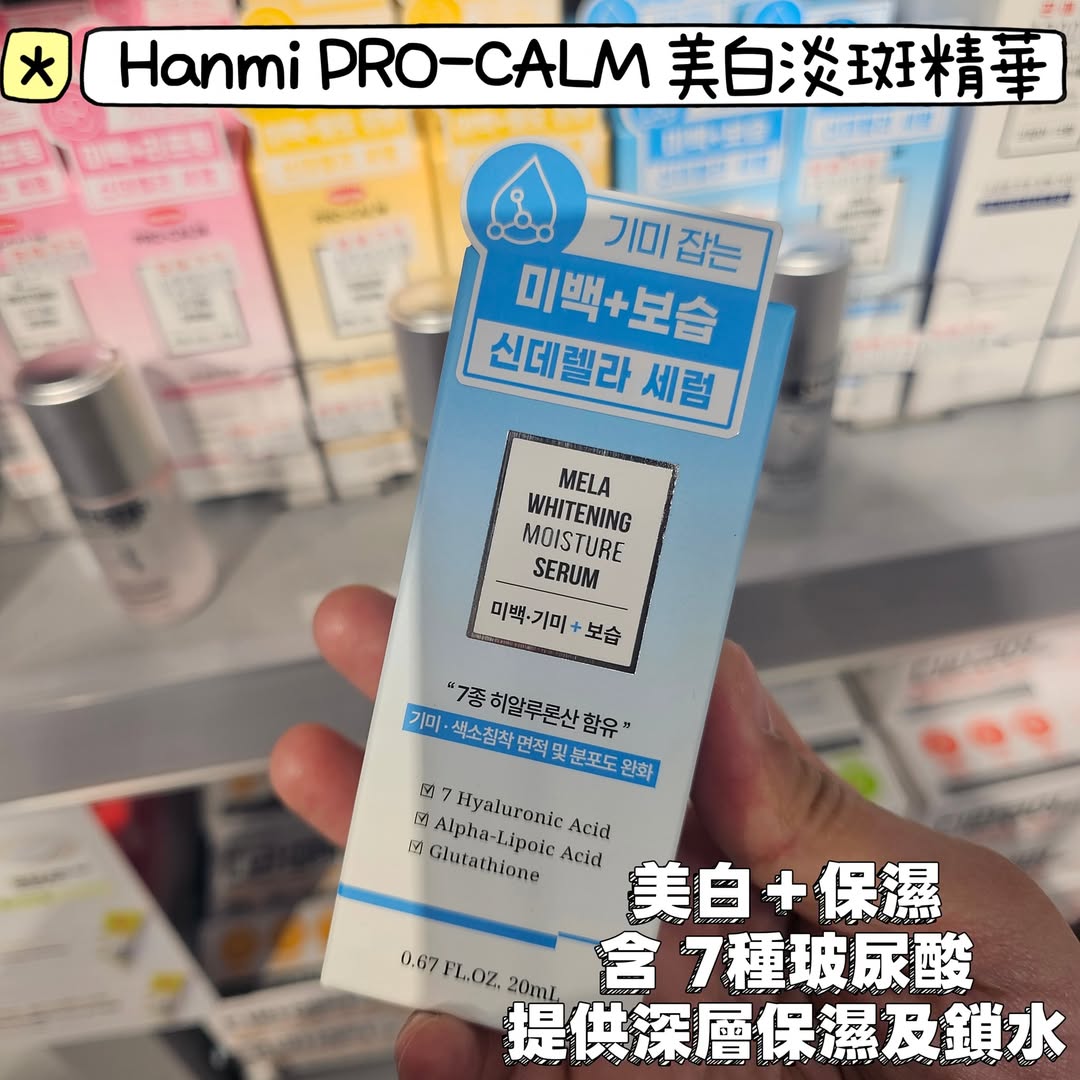 * Hanmi PRO-CALM 美白淡斑精華
기미 잡는
미백+보습
신데렐라 세럼
MELA
WHITENING
MOISTURE
SERUM
미백·기미+보습
“7종 히알루론산 함유”
기미·색소침착 면적 및 분포도 완화
☑ 7 Hyaluronic Acid
☑ Alpha-Lipoic Acid
☑ Glutathione
0.67 FL.OZ. 20mL
美白+保濕
含 7種玻尿酸
提供深層保濕及鎖水
미백+보습